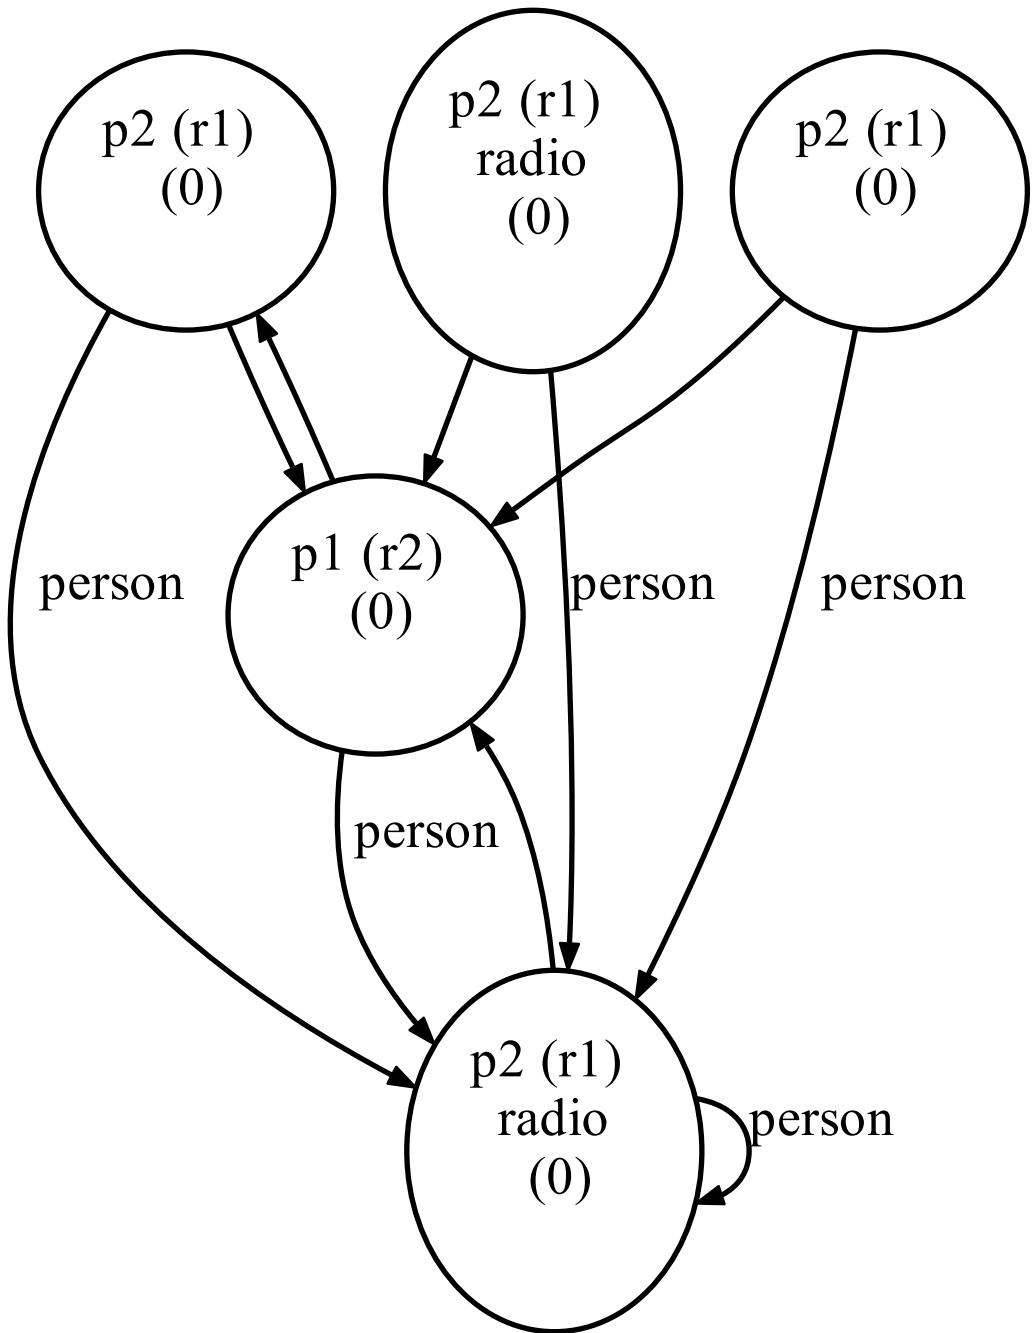 p2 (r1)
(0)
p2 (r1)
radio
(0)
p2 (r1)
(0)
p1 (r2)
(0)
person
person
person
person
p2 (r1)
radio
(0)
person